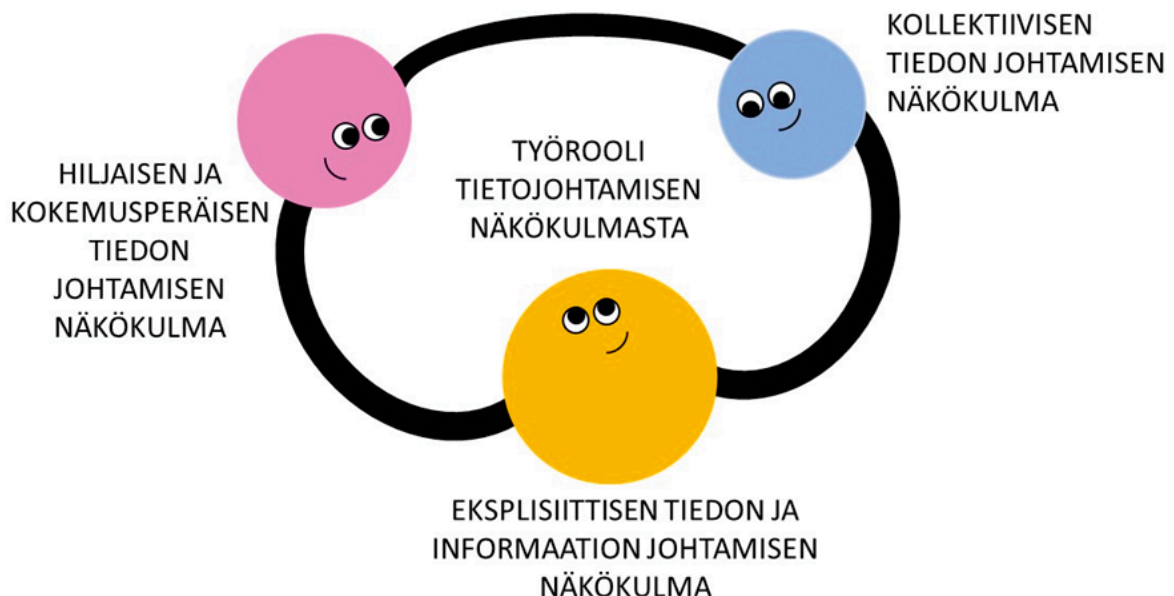 KOLLEKTIIVISEN
TIEDON JOHTAMISEN
NÄKÖKULMA
TYÖROOLI
TIETOJOHTAMISEN
NÄKÖKULMASTA
HILJAISEN JA
KOKEMUSPERÄISEN
TIEDON
JOHTAMISEN
NÄKÖKULMA
EKSPLISIITTISEN TIEDON JA
INFORMAATION JOHTAMISEN
NÄKÖKULMA